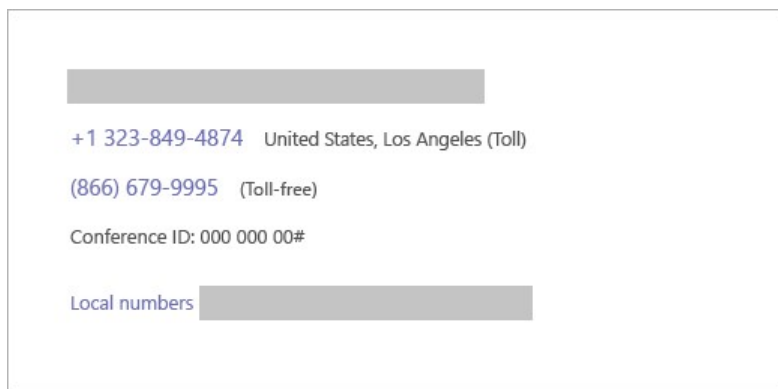 +1 323-849-4874 United States, Los Angeles (Toll)
(866) 679-9995 (Toll-free)
Conference ID: 000 000 00#
Local numbers